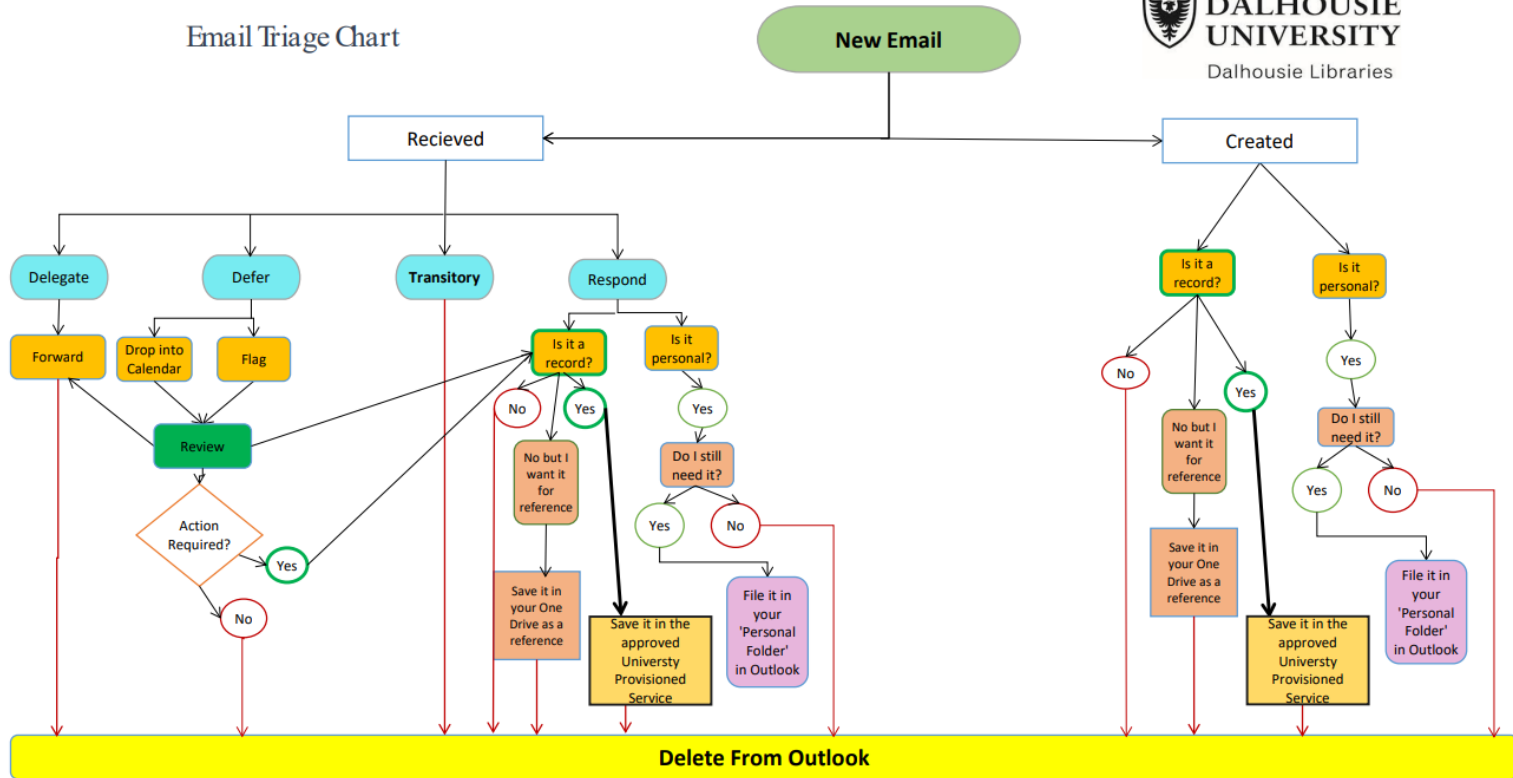 Email Triage Chart
New Email
DALHOUSIE
UNIVERSITY
Dalhousie Libraries
Recieved
Created
Delegate
Defer
Transitory
Respond
Is it a
record?
Is it
personal?
Forward
Drop into
Calendar
Flag
Is it a
record?
Is it
personal?
No
Yes
Yes
No
Yes
Yes
Review
No but I
want it
for
reference
Do I still
need it?
No but I
want it
for
reference
Do I still
need it?
Action
Required?
Yes
Yes
No
Yes
No
No
Save it in
your One
Drive as a
reference
Save it in the
approved
Universty
Provisioned
Service
File it in
your
'Personal
Folder'
in Outlook
Save it in
your One
Drive as a
reference
Save it in the
approved
Universty
Provisioned
Service
File it in
your
'Personal
Folder'
in Outlook
Delete From Outlook